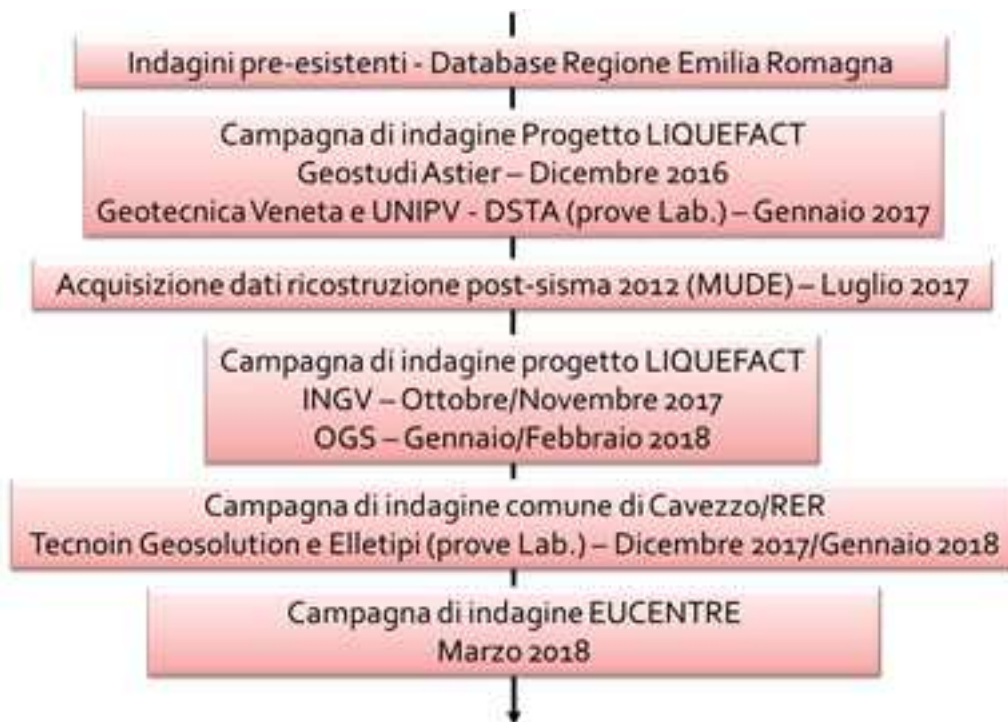 Indagini pre-esistenti - Database Regione Emilia Romagna
Campagna di indagine Progetto LIQUEFACT
Geostudi Astier – Dicembre 2016
Geotecnica Veneta e UNIPV - DSTA (prove Lab.) – Gennaio 2017
Acquisizione dati ricostruzione post-sisma 2012 (MUDE) – Luglio 2017
Campagna di indagine progetto LIQUEFACT
INGV – Ottobre/Novembre 2017
OGS – Gennaio/Febbraio 2018
Campagna di indagine comune di Cavezzo/RER
Tecnoin Geosolution e Elletipi (prove Lab.) – Dicembre 2017/Gennaio 2018
Campagna di indagine EUCENTRE
Marzo 2018